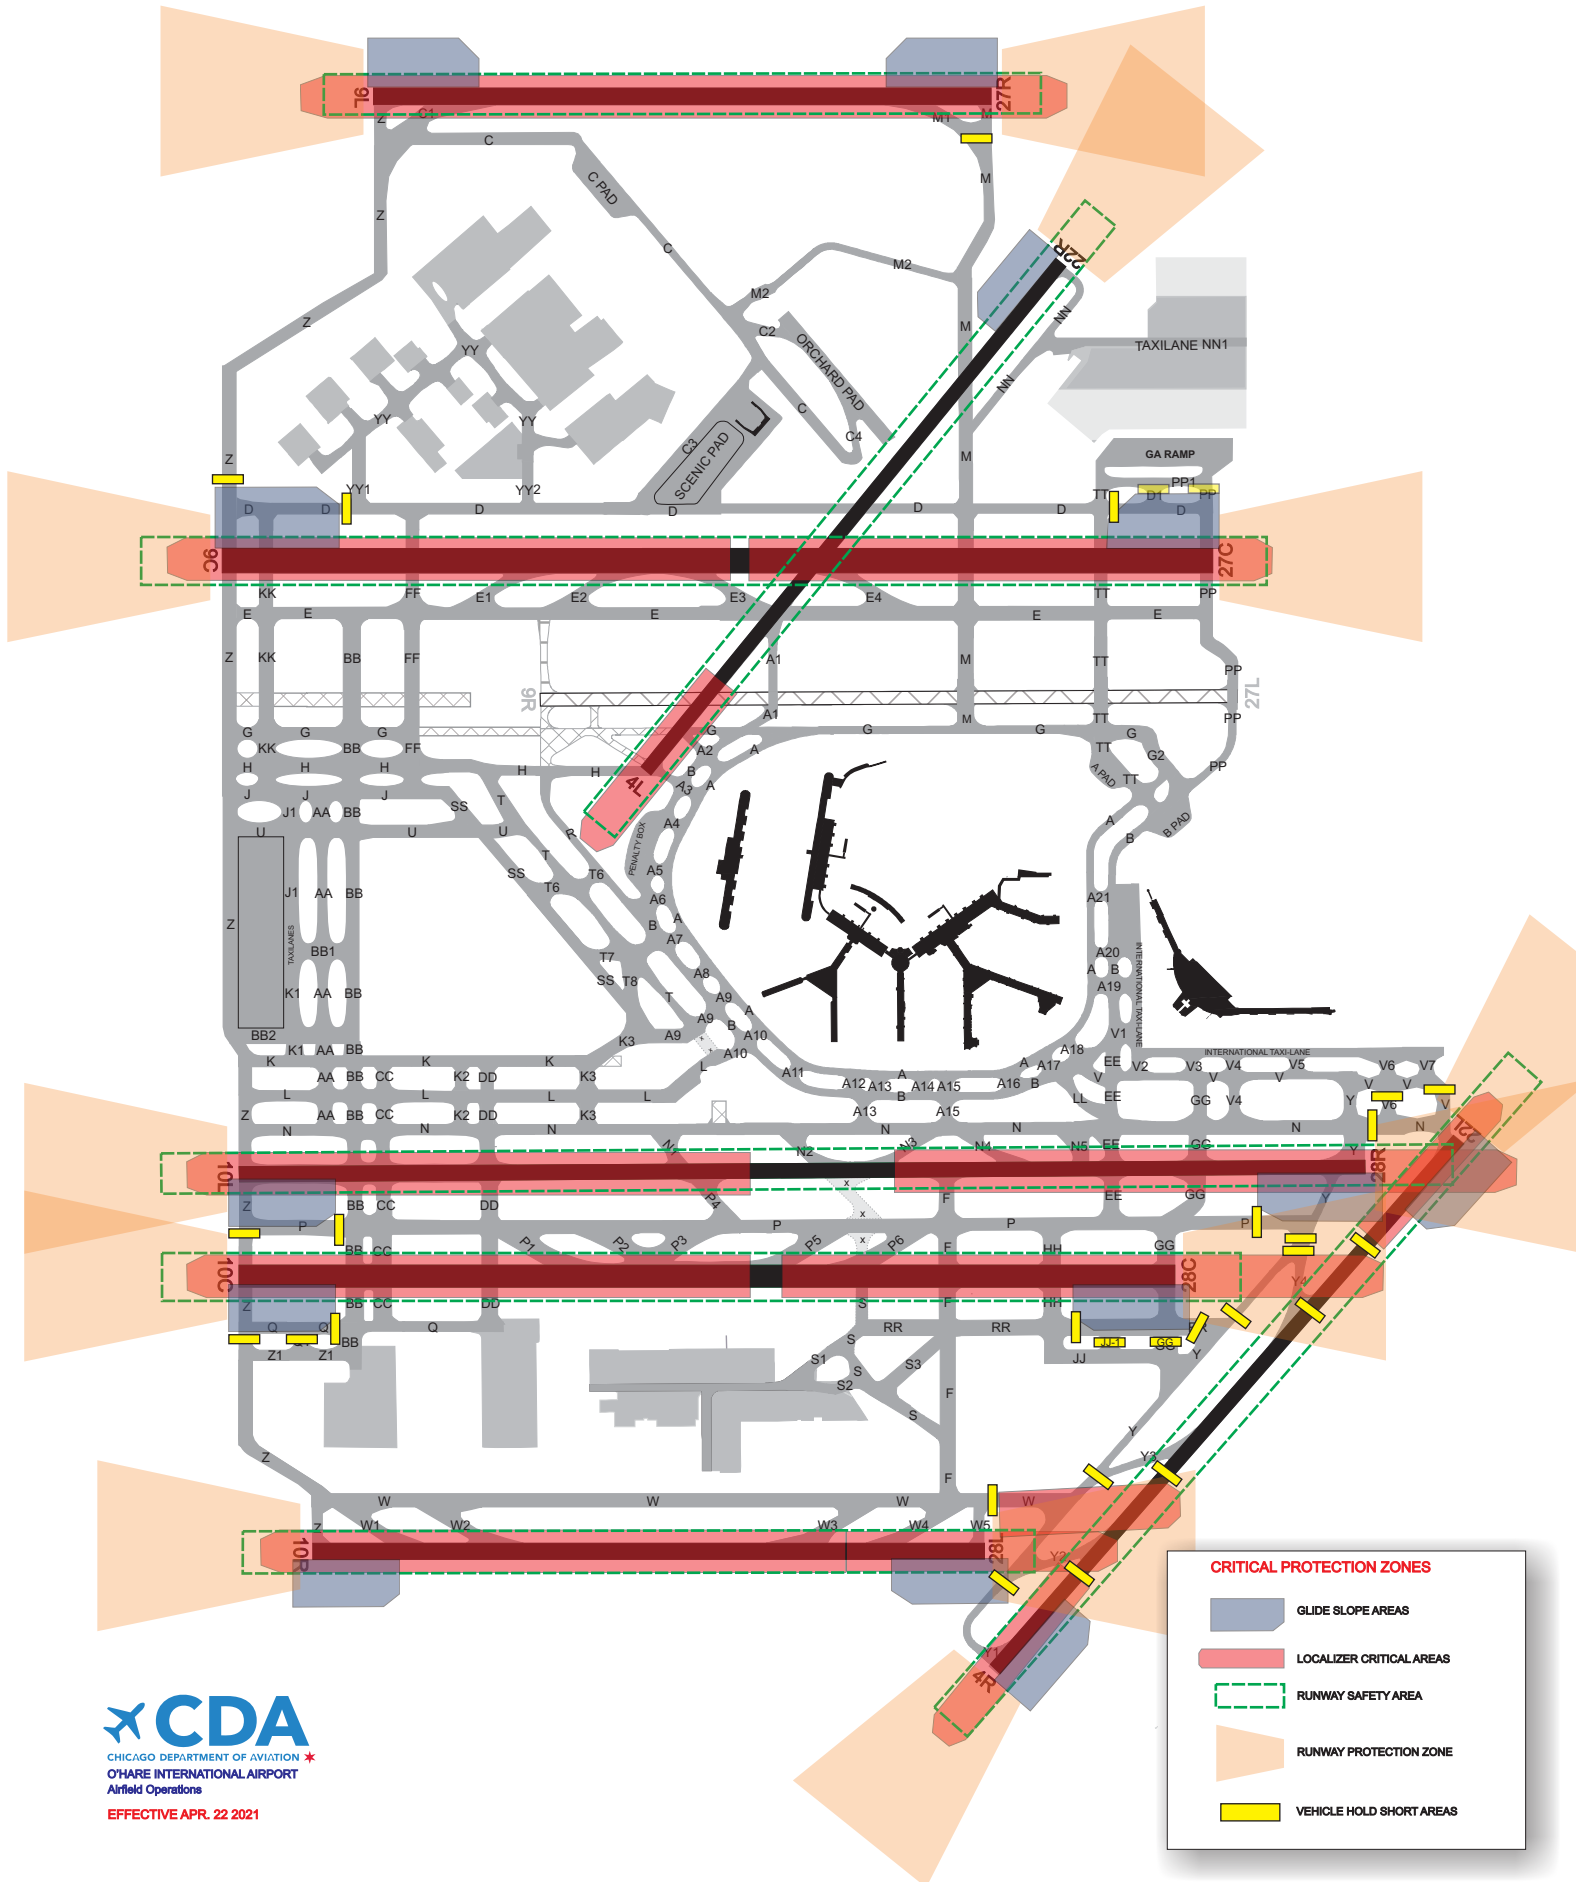 9L
27R
Z
C1
M1
M
C
C PAD
M
Z
C
22R
M2
M2
Z
C2
M
NN
ORCHARD PAD
TAXILANE NN1
YY
NN
YY
YY
C
C4
C3
SCENIC PAD
M
GA RAMP
Z
YY1
YY2
PP1
TT
D1
PP
D
D
D
D
D
D
D
9C
27C
KK
FF
E1
E2
E3
E4
TT
PP
E
E
E
E
E
Z
KK
BB
FF
A1
M
TT
PP
9R
27L
A1
M
TT
PP
G
G
G
G
G
G
G
KK
BB
FF
A2
A
TT
G2
H
H
H
H
H
B
A PAD
TT
PP
4L
A3
A
J
J
J
SS
T
J1
AA
BB
A
B PAD
U
U
U
R
PENALTY BOX
A4
B
T
SS
T6
T6
A5
J1
AA
BB
A6
A21
Z
B
A
TAXILANES
BB1
A7
A20
INTERNATIONAL TAXI-LANE
T7
A8
A
B
SS
T8
A19
K1
AA
BB
T
A9
A
BB2
A9
B
A10
V1
K3
A9
A10
A18
K1
AA
BB
INTERNATIONAL TAXI-LANE
K
K
K
L
A11
A
A17
EE
V2
V3
V4
V5
V6
V7
AA
BB
CC
K2
DD
K3
A12
A13
A
A14
A15
A16
B
V
V
V
V
V
L
L
L
L
B
LL
EE
GG
V4
Y
V6
V
Z
AA
BB
CC
K2
DD
K3
A13
A15
N
N
N
N
N
N
N
22L
N1
N2
N3
N4
N5
EE
GG
Y
10L
28R
x
Z
BB
CC
DD
P4
F
EE
GG
Y
x
P
P
P
P
BB
CC
P1
P2
P3
P5
x
P6
F
HH
GG
10C
28C
Y4
Z
BB
CC
DD
S
F
HH
Q
Q
Q
RR
RR
BB
S
JJ-1
GG
Z1
Z1
S1
S
S3
JJ
Y
S2
F
S
Y
Z
Y3
F
W
W
W
W
Z
W1
W2
W3
W4
W5
10R
28L
Y2
Y1
4R
CRITICAL PROTECTION ZONES
GLIDE SLOPE AREAS
LOCALIZER CRITICAL AREAS
RUNWAY SAFETY AREA
RUNWAY PROTECTION ZONE
VEHICLE HOLD SHORT AREAS
CDA
CHICAGO DEPARTMENT OF AVIATION
O'HARE INTERNATIONAL AIRPORT
Airfield Operations
EFFECTIVE APR. 22 2021